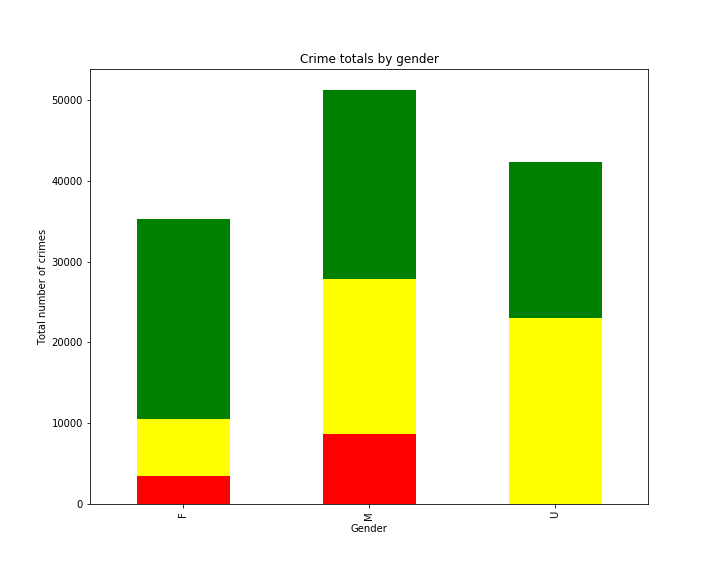 Crime totals by gender
50000
40000
30000
20000
10000
0
Total number of crimes
F
M
U
Gender